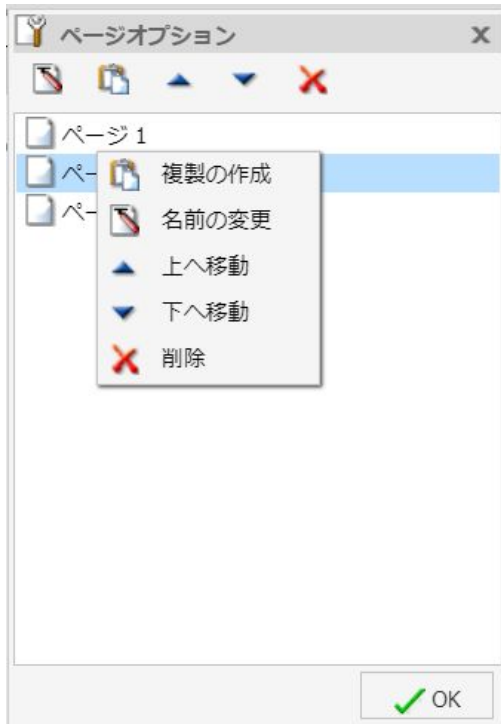 ページオプション
X
ページ 1
ペー
複製の作成
名前の変更
ペー
上へ移動
下へ移動
削除
OK